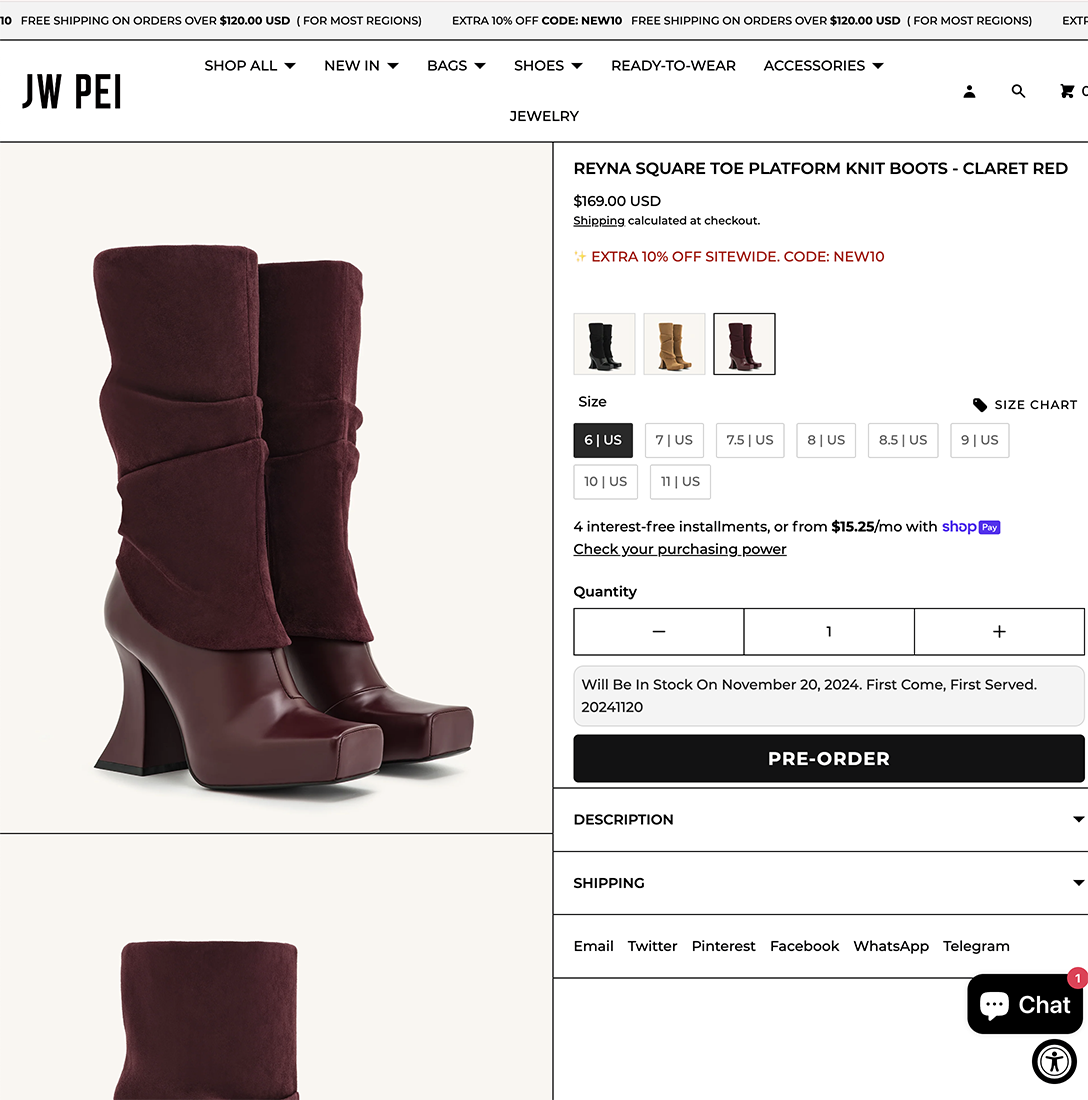 10 FREE SHIPPING ON ORDERS OVER $120.00 USD ( FOR MOST REGIONS) EXTRA 10% OFF CODE: NEW10 FREE SHIPPING ON ORDERS OVER $120.00 USD ( FOR MOST REGIONS)
JW PEI
SHOP ALL NEW IN BAGS SHOES READY-TO-WEAR ACCESSORIES
JEWELRY
REYNA SQUARE TOE PLATFORM KNIT BOOTS - CLARET RED
$169.00 USD
Shipping calculated at checkout.
✨ EXTRA 10% OFF SITEWIDE. CODE: NEW10
Size
SIZE CHART
6 | US 7 | US 7.5 | US 8 | US 8.5 | US 9 | US
10 | US 11 | US
4 interest-free installments, or from $15.25/mo with shop Pay
Check your purchasing power
Quantity
− 1 +
Will Be In Stock On November 20, 2024. First Come, First Served.
20241120
PRE-ORDER
DESCRIPTION
SHIPPING
Email Twitter Pinterest Facebook WhatsApp Telegram
1
Chat